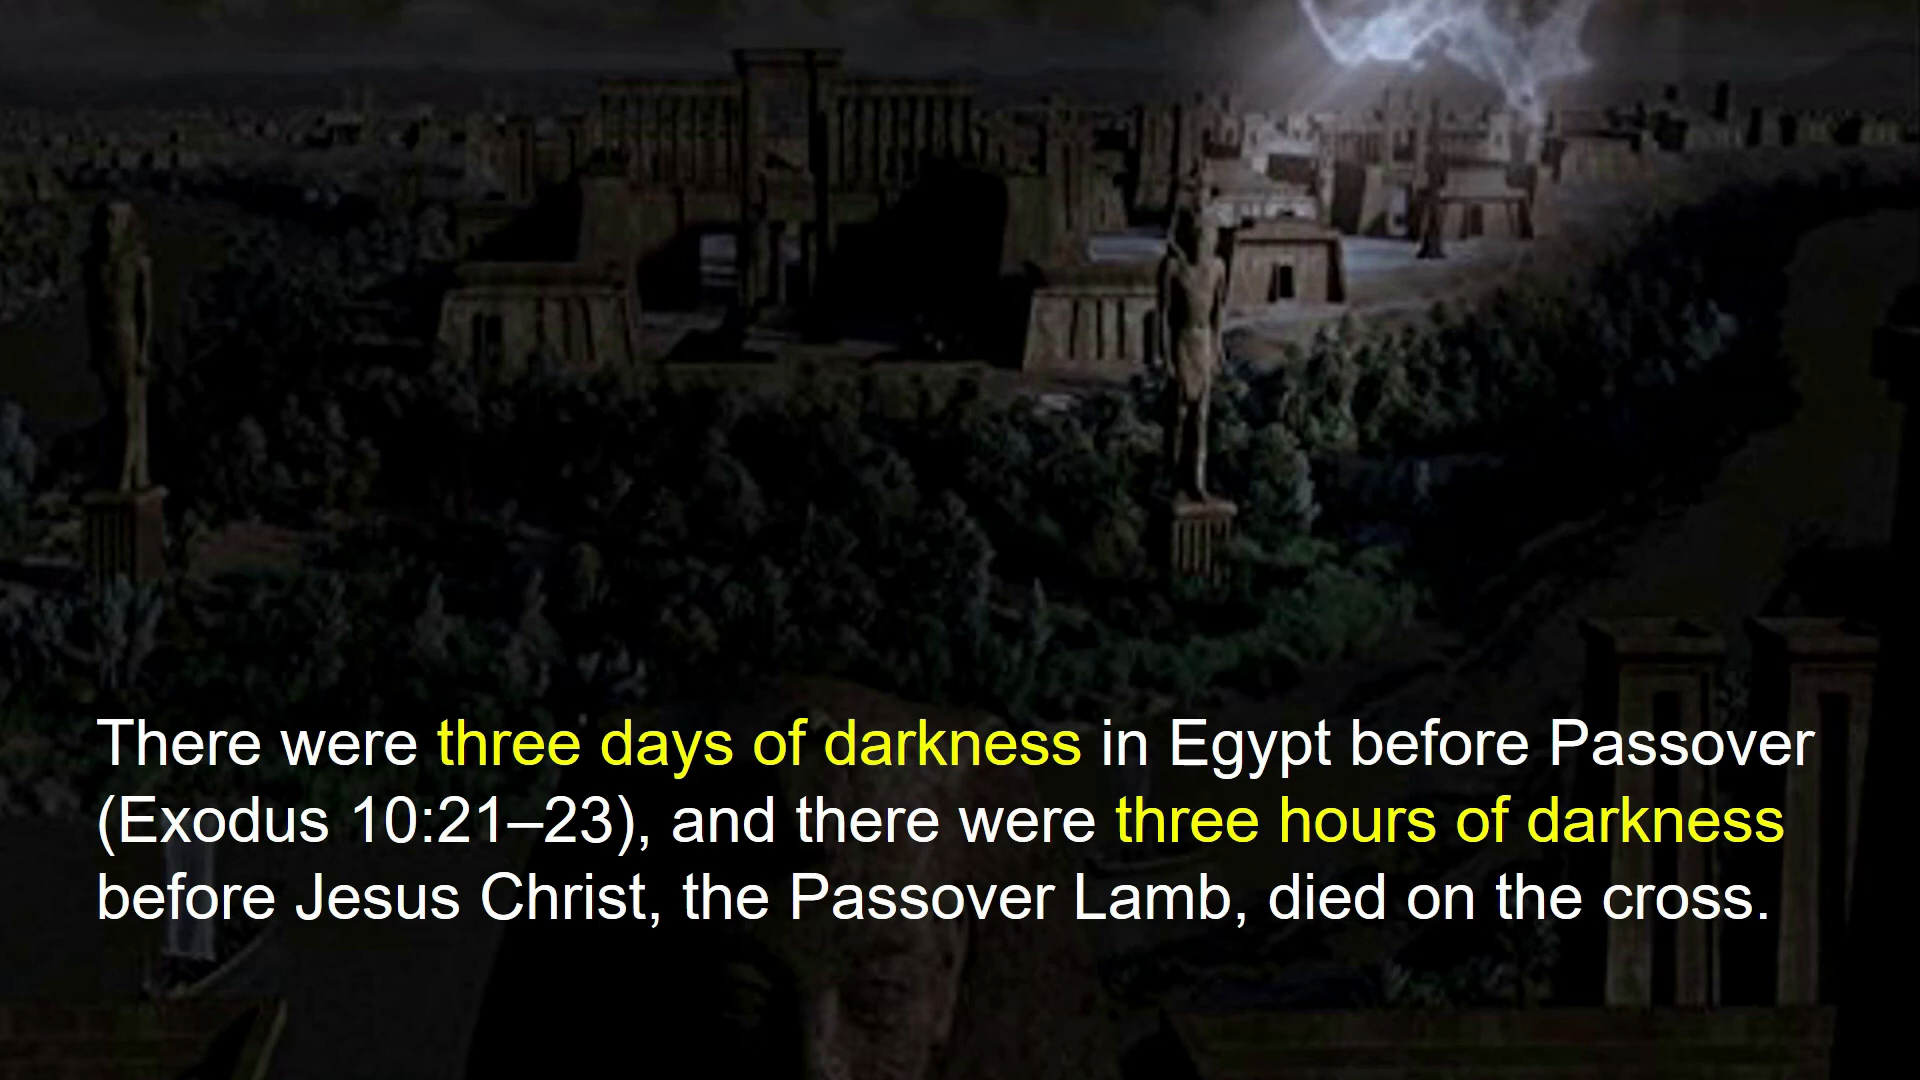 There were three days of darkness in Egypt before Passover
(Exodus 10:21–23), and there were three hours of darkness
before Jesus Christ, the Passover Lamb, died on the cross.